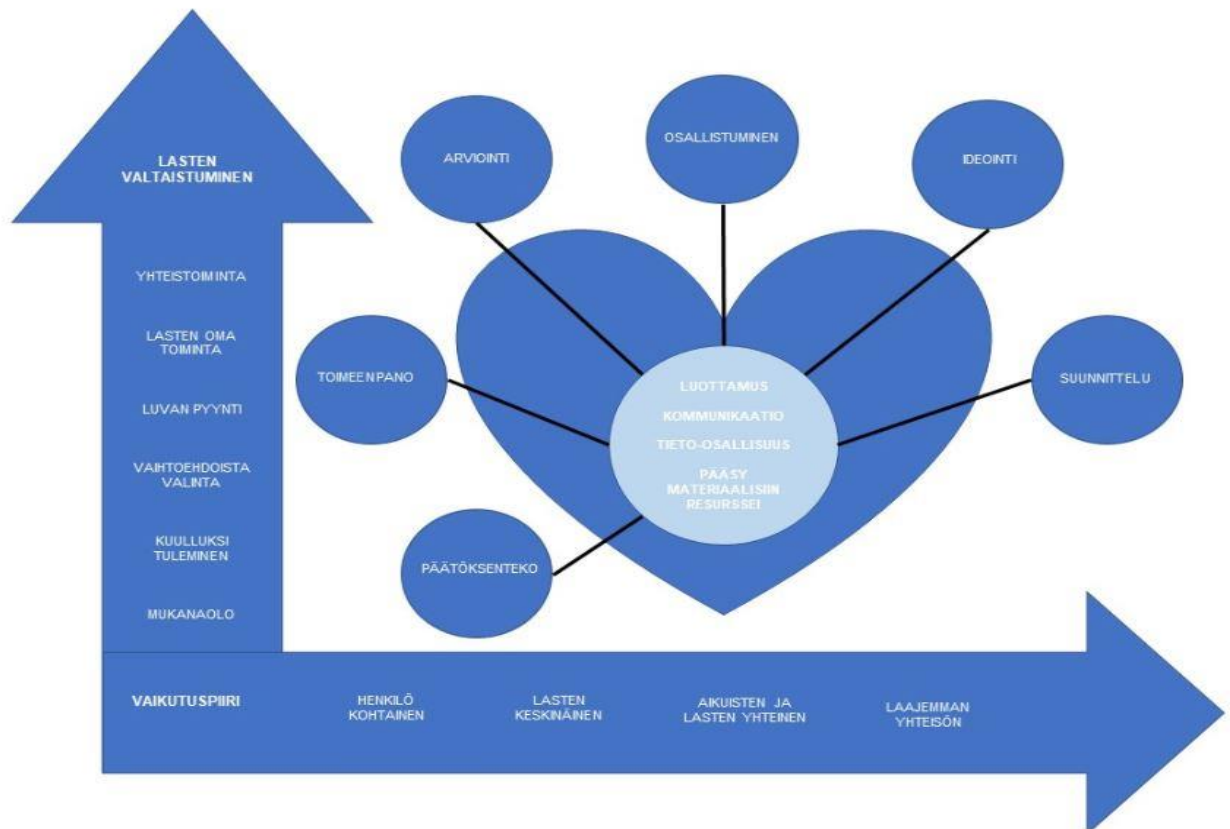 LASTEN
VALTAISTUMINEN
YHTEISTOIMINTA
LASTEN OMA
TOIMINTA
LUVAN PYYNTI
VAIHTOEHDOISTA
VALINTA
KUULLUKSI
TULEMINEN
MUKANAOLO
ARVIOINTI
OSALLISTUMINEN
IDEOINTI
TOIMEENPANO
SUUNNITTELU
PÄÄTÖKSENTEKO
LUOTTAMUS
KOMMUNIKAATIO
TIETO-OSALLISUUS
PÄÄSY
MATERIAALISIIN
RESURSSEI
VAIKUTUSPIIRI
HENKILÖ
KOHTAINEN
LASTEN
KESKINÄINEN
AIKUISTEN JA
LASTEN YHTEINEN
LAAJEMMAN
YHTEISÖN